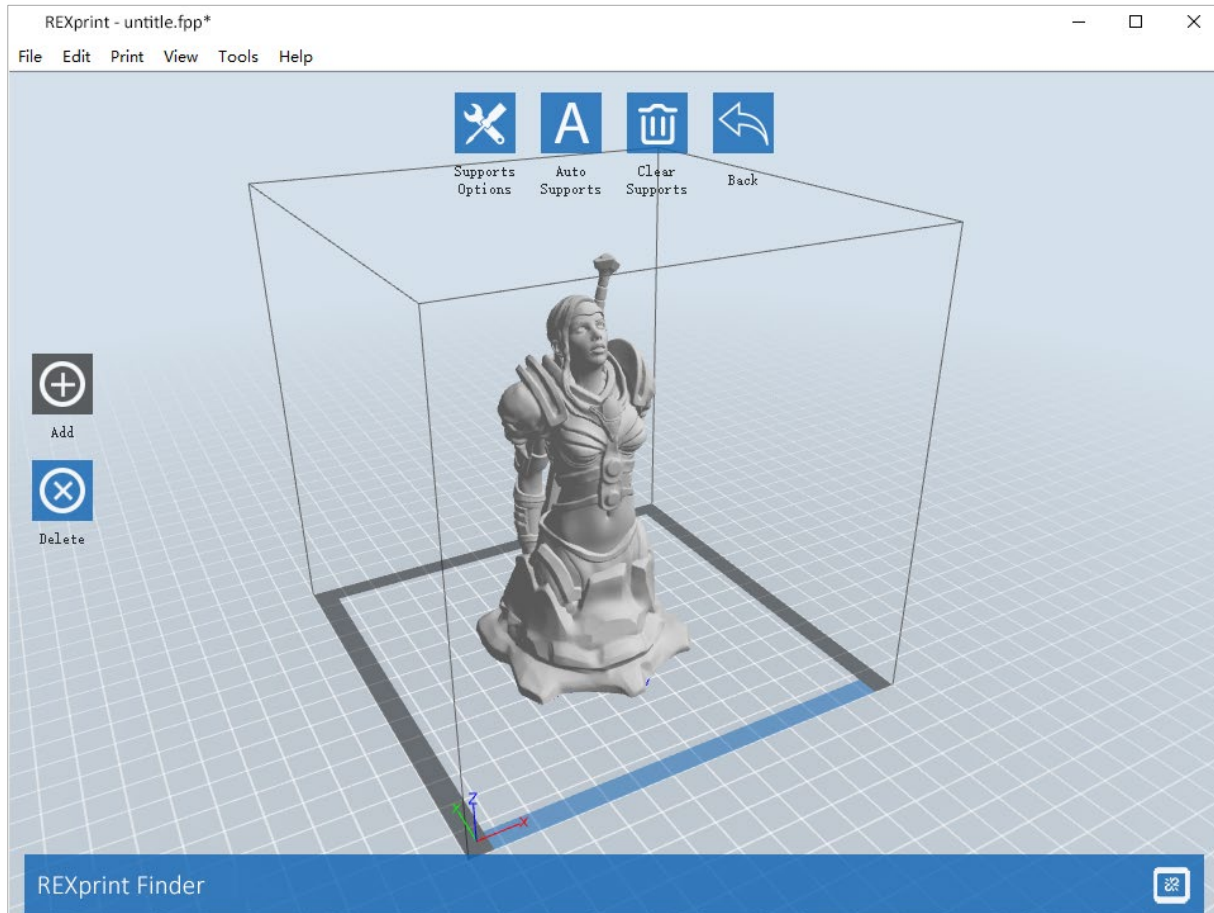 REXprint - untitle.fpp*
File Edit Print View Tools Help
A
Supports
Options
Auto
Supports
Clear
Supports
Back
Add
Delete
Z
Y
X
REXprint Finder